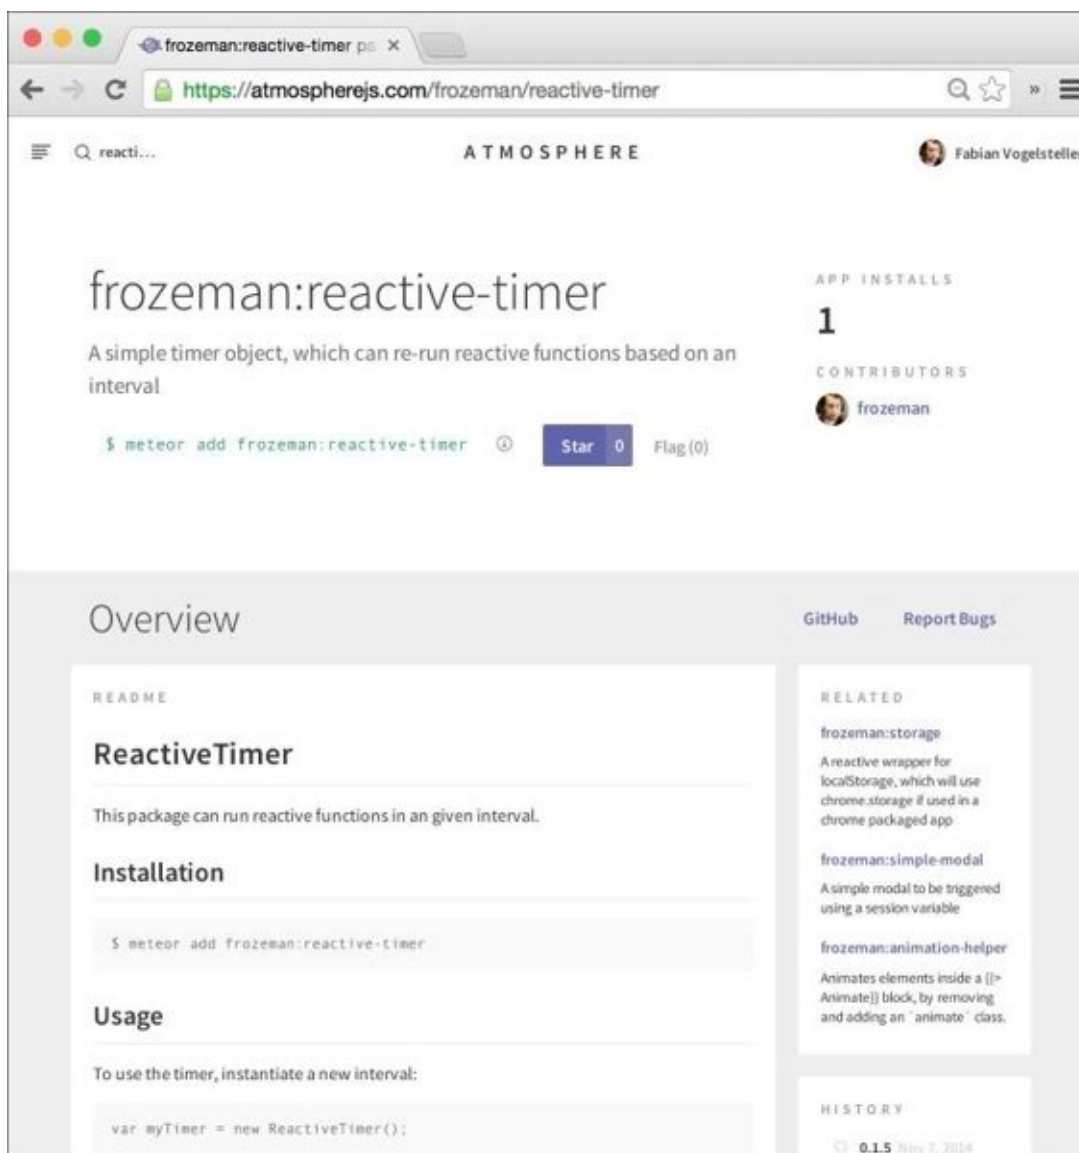 frozeman:reactive-timer pa
https://atmospherejs.com/frozeman/reactive-timer
reacti...
ATMOSPHERE
Fabian Vogelsteller
frozeman:reactive-timer
A simple timer object, which can re-run reactive functions based on an
interval
$ meteor add frozeman:reactive-timer
Star 0
Flag (0)
APP INSTALLS
1
CONTRIBUTORS
frozeman
Overview
GitHub
Report Bugs
README
ReactiveTimer
This package can run reactive functions in an given interval.
Installation
$ meteor add frozeman:reactive-timer
Usage
To use the timer, instantiate a new interval:
var myTimer = new ReactiveTimer();
RELATED
frozeman:storage
A reactive wrapper for
localStorage, which will use
chrome.storage if used in a
chrome packaged app
frozeman:simple-modal
A simple modal to be triggered
using a session variable
frozeman:animation-helper
Animates elements inside a {{>
Animate}} block, by removing
and adding an `animate` class.
HISTORY
0.1.5 Nov 7, 2014